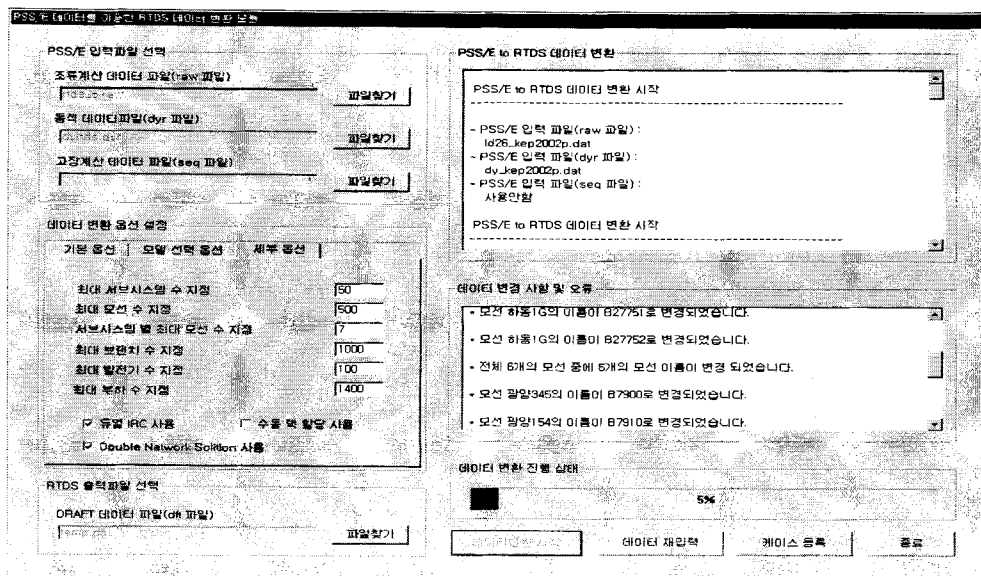 PSS/E 데이터를 이용한 RTDS 데이터 변환 모듈
PSS/E 입력파일 선택
조류계산 데이터 파일(raw 파일)
파일찾기
동적 데이터파일(dyr 파일)
파일찾기
고장계산 데이터 파일(seq 파일)
파일찾기
데이터 변환 옵션 설정
기본 옵션
모델 선택 옵션
세부 옵션
최대 서브시스템 수 지정 50
최대 모선 수 지정 500
서브시스템 별 최대 모선 수 지정 7
최대 브랜치 수 지정 1000
최대 발전기 수 지정 100
최대 부하 수 지정 1400
듀얼 IRC 사용
수동 랙 할당 사용
Double Network Solition 사용
RTDS 출력파일 선택
DRAFT 데이터 파일(dft 파일)
파일찾기
PSS/E to RTDS 데이터 변환
PSS/E to RTDS 데이터 변환 시작
- PSS/E 입력 파일(raw 파일) :
ld26_kep2002p.dat
- PSS/E 입력 파일(dyr 파일) :
dy_kep2002p.dat
- PSS/E 입력 파일(seq 파일) :
사용안함
PSS/E to RTDS 데이터 변환 시작
데이터 변경 사항 및 오류
- 모선 하동1G의 이름이 B27751로 변경되었습니다.
- 모선 하동1G의 이름이 B27752로 변경되었습니다.
- 전체 6개의 모선 중에 6개의 모선 이름이 변경 되었습니다.
- 모선 광양345의 이름이 B7900로 변경되었습니다.
- 모선 광양154의 이름이 B7910로 변경되었습니다.
데이터 변환 진행 상태
5%
데이터변환 시작
데이터 재입력
케이스 등록
종료